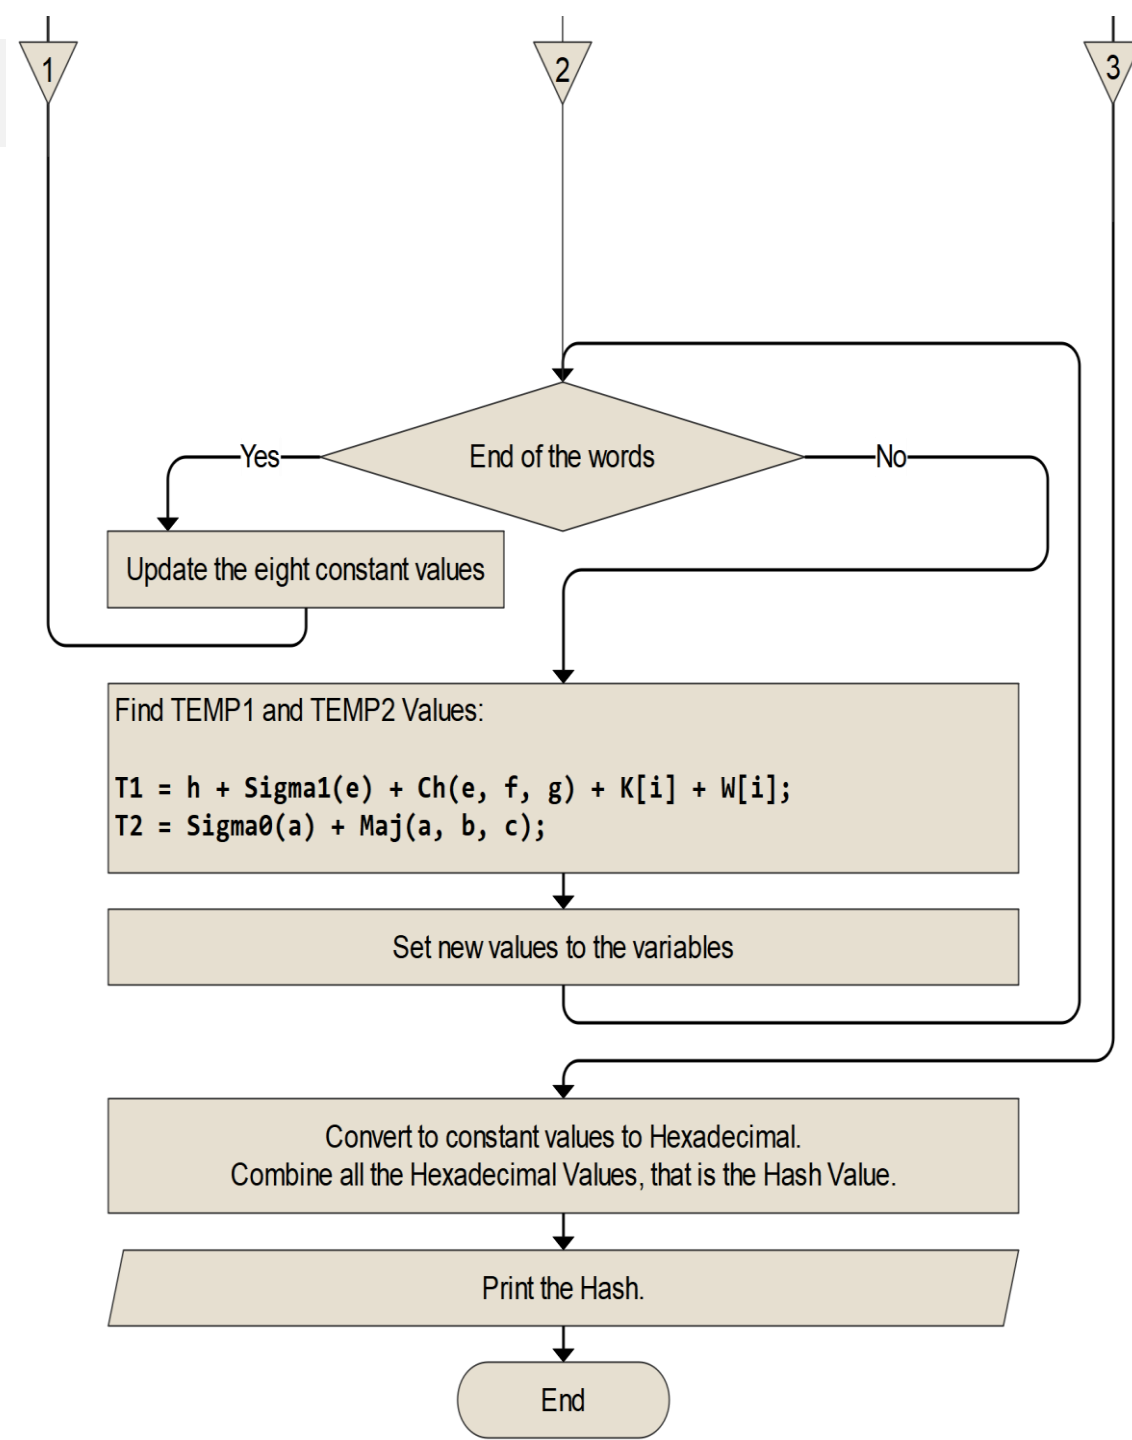 1
2
3
End of the words
Yes
No
Update the eight constant values
Find TEMP1 and TEMP2 Values:
T1 = h + Sigma1(e) + Ch(e, f, g) + K[i] + W[i];
T2 = Sigma0(a) + Maj(a, b, c);
Set new values to the variables
Convert to constant values to Hexadecimal.
Combine all the Hexadecimal Values, that is the Hash Value.
Print the Hash.
End